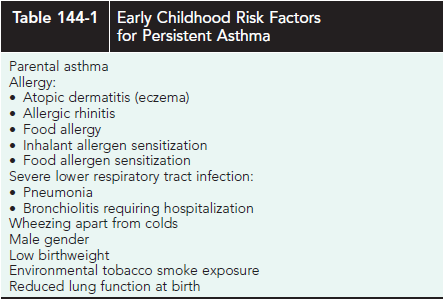 Table 144-1 Early Childhood Risk Factors
for Persistent Asthma
Parental asthma
Allergy:
• Atopic dermatitis (eczema)
• Allergic rhinitis
• Food allergy
• Inhalant allergen sensitization
• Food allergen sensitization
Severe lower respiratory tract infection:
• Pneumonia
• Bronchiolitis requiring hospitalization
Wheezing apart from colds
Male gender
Low birthweight
Environmental tobacco smoke exposure
Reduced lung function at birth